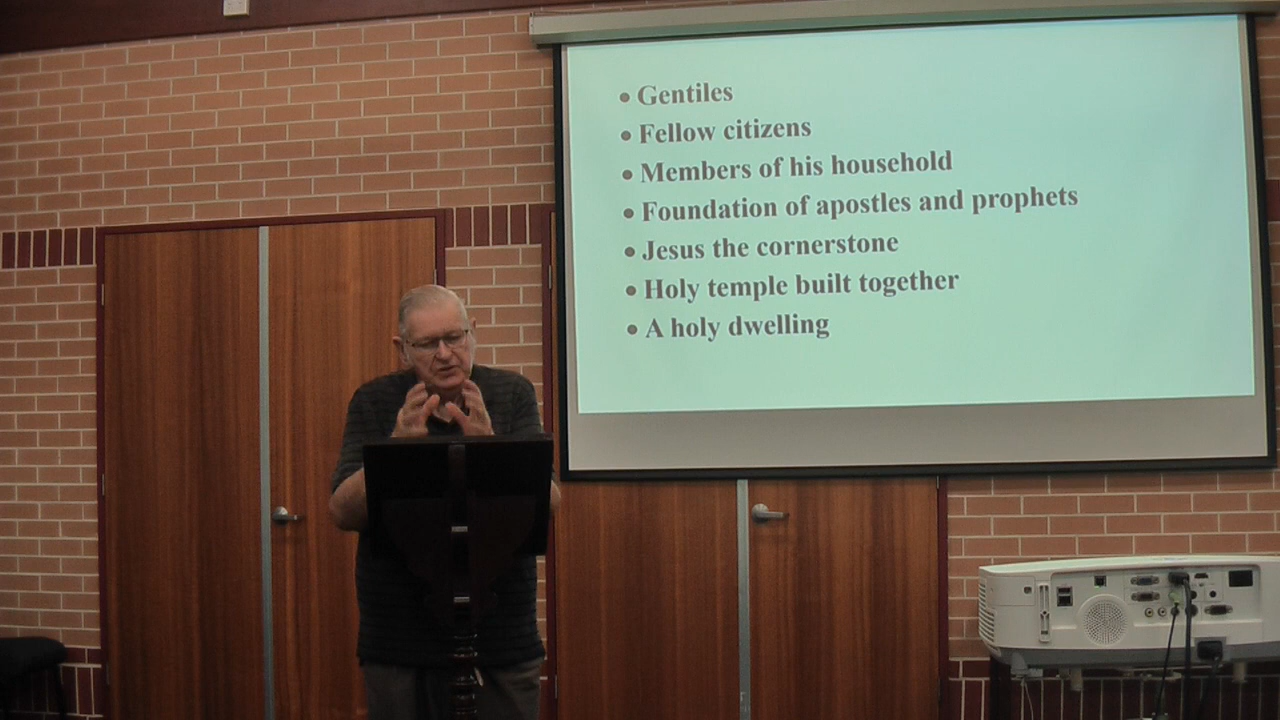 • Gentiles
• Fellow citizens
• Members of his household
• Foundation of apostles and prophets
• Jesus the cornerstone
• Holy temple built together
• A holy dwelling